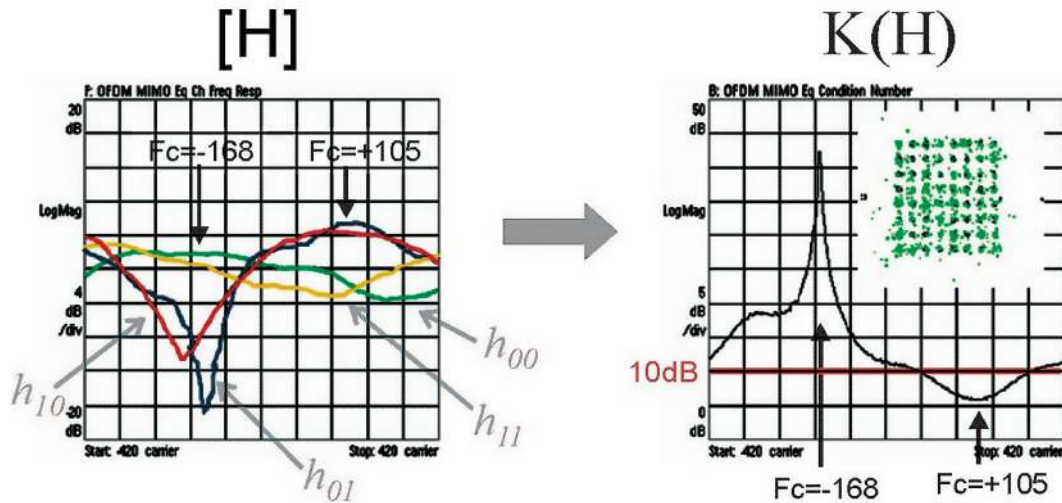 [H]
F: OFDM MIMO Eq Ch Freq Resp
20
dB
Fc=-168
Fc=+105
LogMag
4
dB
/div
h10
h00
h11
-20
dB
Start: -420 carrier
Stop: 420 carrier
h01
K(H)
B: OFDM MIMO Eq Condition Number
50
dB
LogMag
5
dB
/div
10dB
0
dB
Start: -420 carrier
Stop: 420 carrier
Fc=-168
Fc=+105